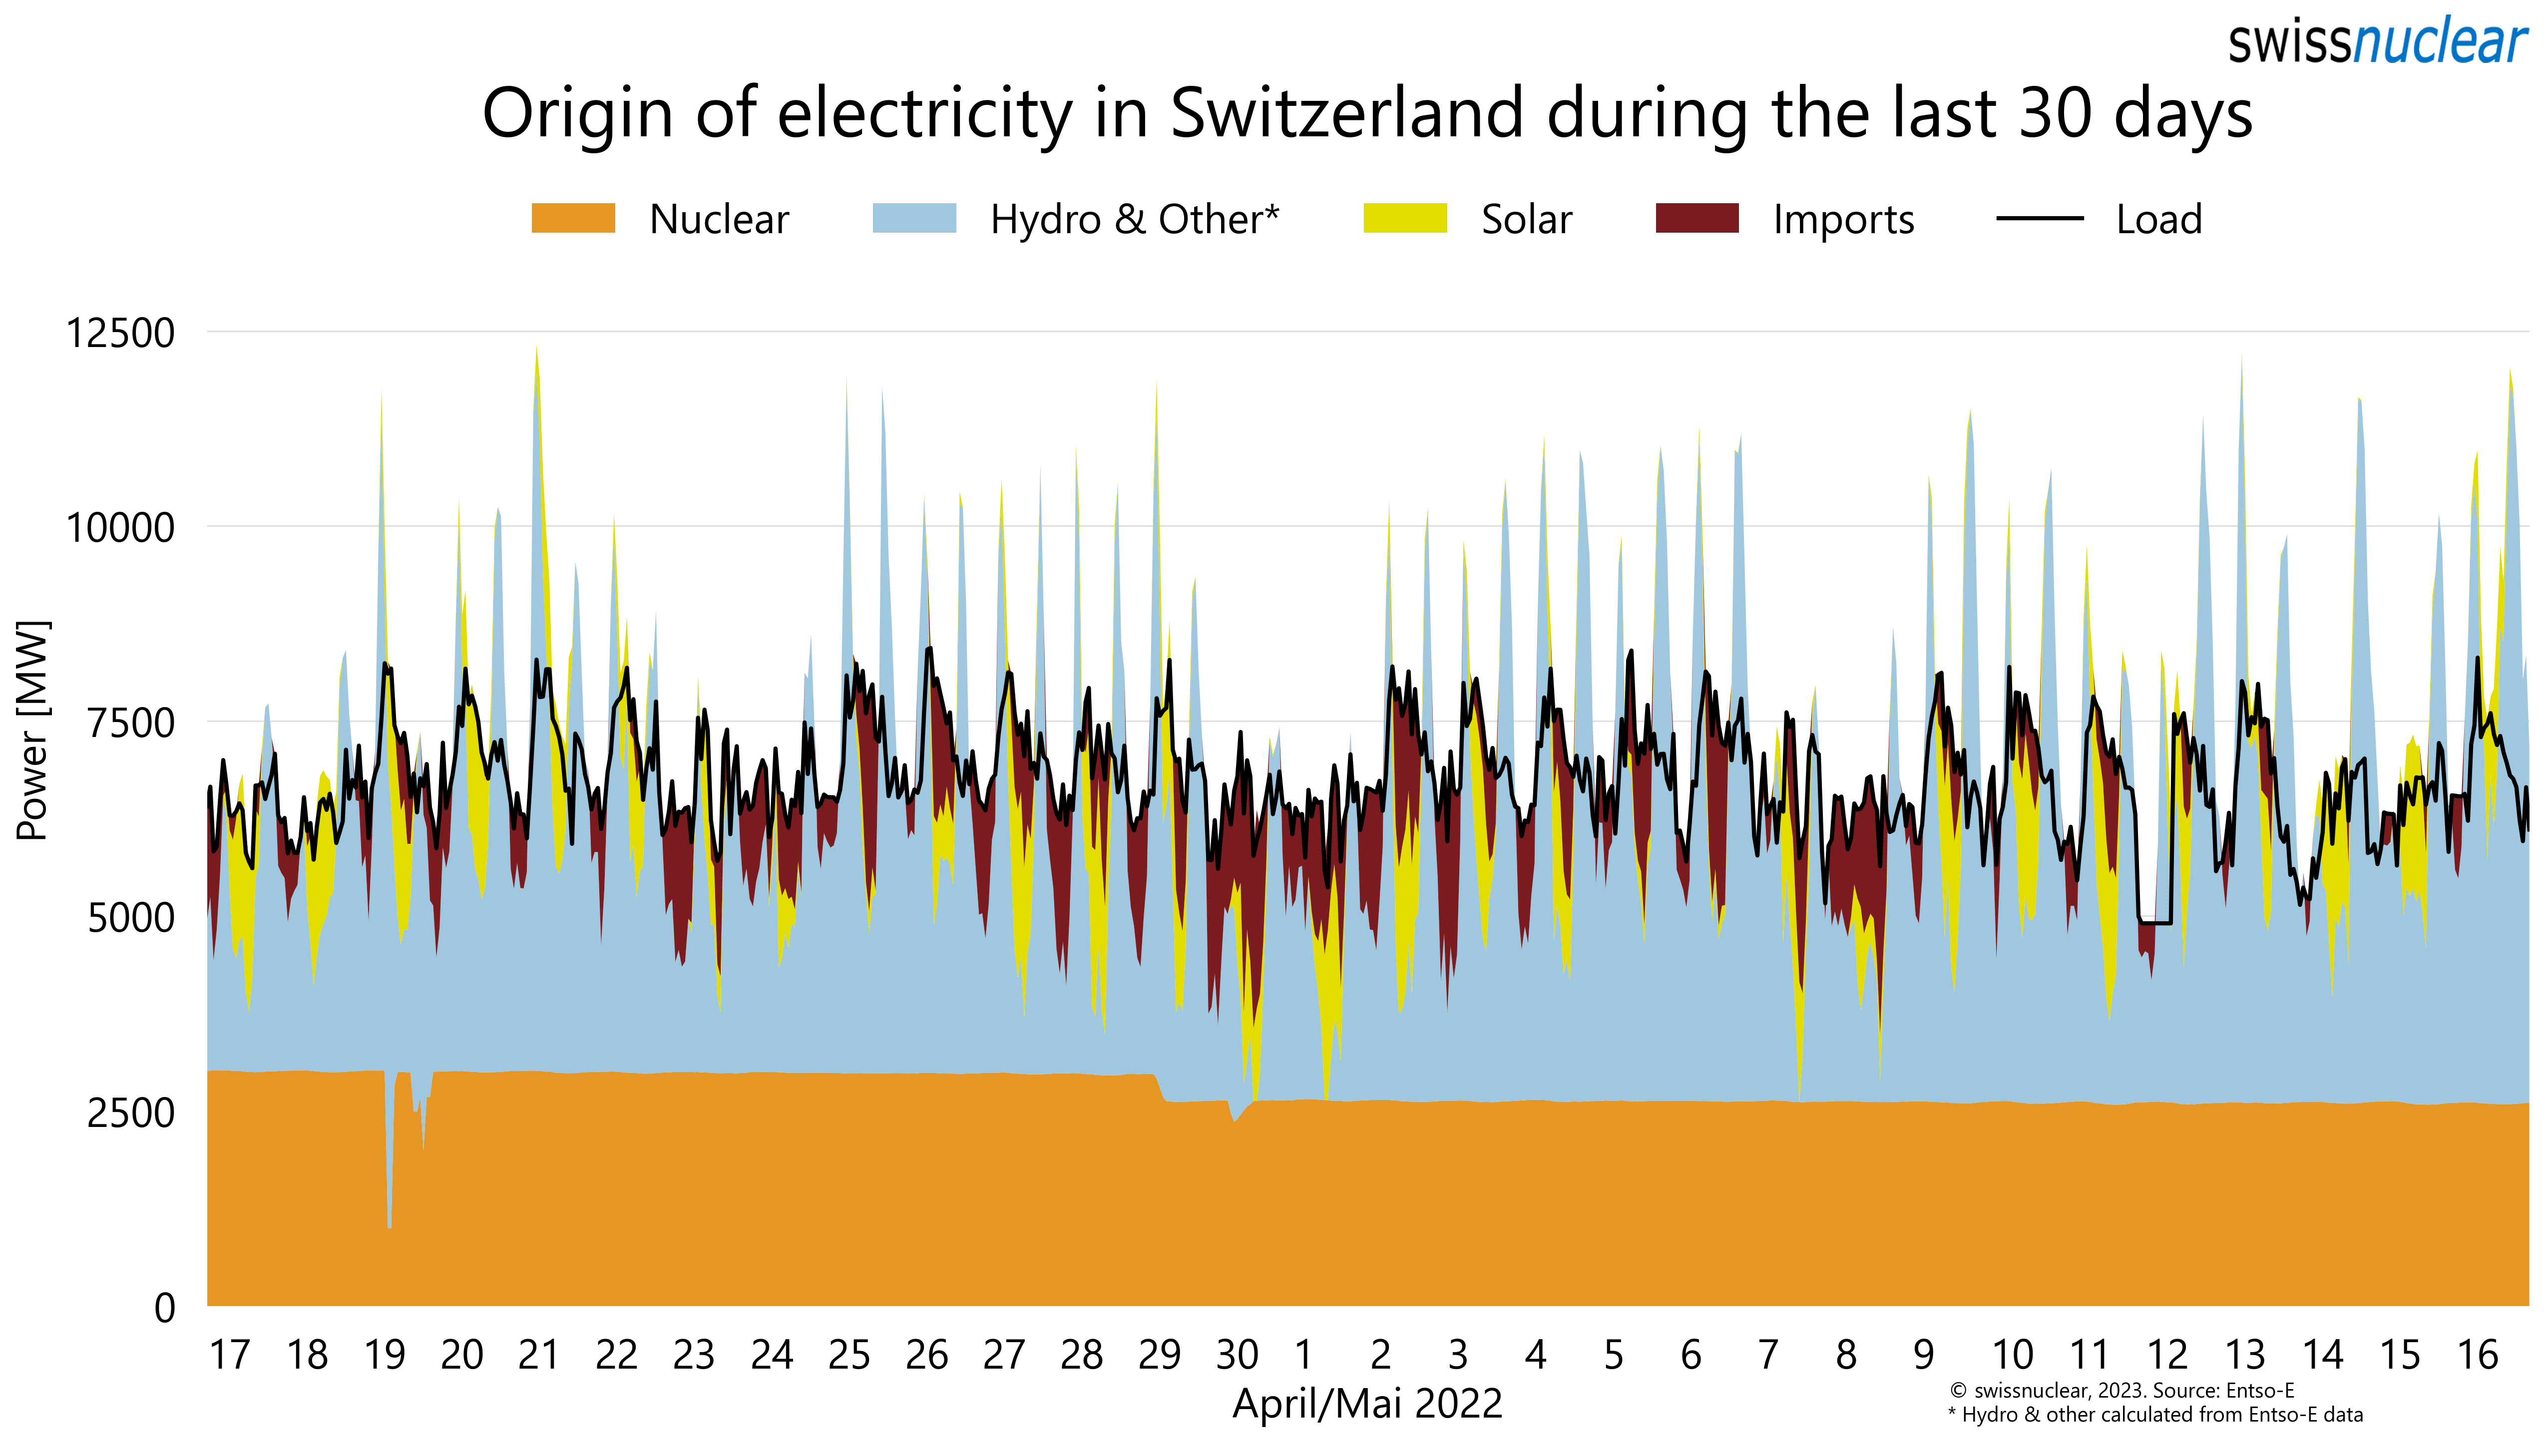 swissnuclear
Origin of electricity in Switzerland during the last 30 days
Nuclear Hydro & Other* Solar Imports Load
12500
10000
7500
5000
2500
0
Power [MW]
17 18 19 20 21 22 23 24 25 26 27 28 29 30 1 2 3 4 5 6 7 8 9 10 11 12 13 14 15 16
April/Mai 2022
© swissnuclear, 2023. Source: Entso-E
* Hydro & other calculated from Entso-E data